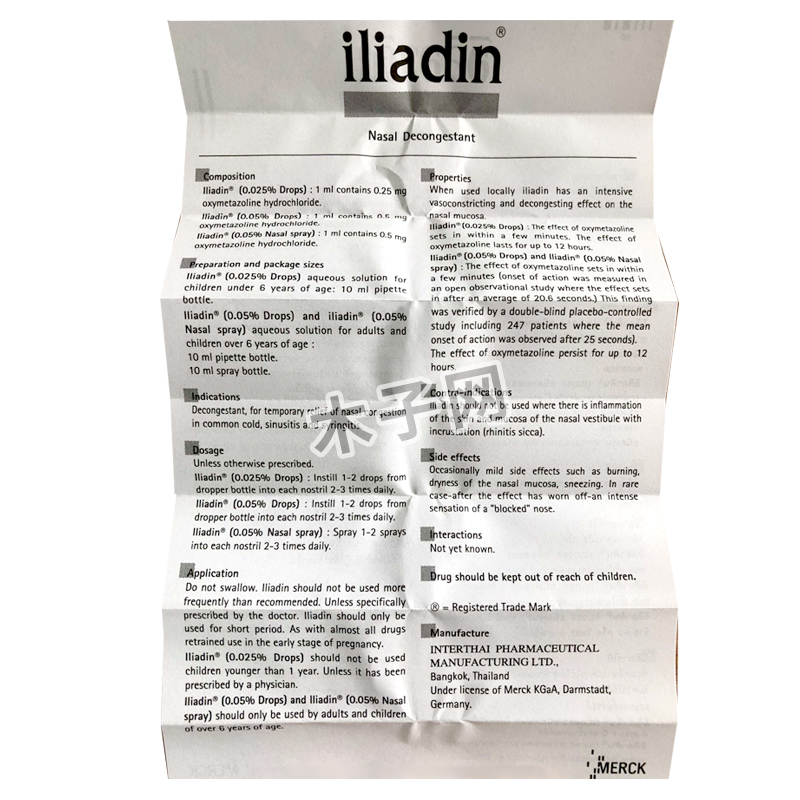 iliadin®
Nasal Decongestant
Composition
Iliadin® (0.025% Drops) : 1 ml contains 0.25 mg
oxymetazoline hydrochloride.
Iliadin® (0.05% Drops) : 1 ml contains 0.5 mg
oxymetazoline hydrochloride.
Iliadin® (0.05% Nasal spray) : 1 ml contains 0.5 mg
oxymetazoline hydrochloride.
Preparation and package sizes
Iliadin® (0.025% Drops) aqueous solution for
children under 6 years of age: 10 ml pipette
bottle.
Iliadin® (0.05% Drops) and iliadin® (0.05%
Nasal spray) aqueous solution for adults and
children over 6 years of age :
10 ml pipette bottle.
10 ml spray bottle.
Indications
Decongestant, for temporary relief of nasal congestion
in common cold, sinusitis and syringitis
Dosage
Unless otherwise prescribed.
Iliadin® (0.025% Drops) : Instill 1-2 drops from
dropper bottle into each nostril 2-3 times daily.
Iliadin® (0.05% Drops) : Instill 1-2 drops from
dropper bottle into each nostril 2-3 times daily.
Iliadin® (0.05% Nasal spray) : Spray 1-2 sprays
into each nostril 2-3 times daily.
Application
Do not swallow. Iliadin should not be used more
frequently than recommended. Unless specifically
prescribed by the doctor. Iliadin should only be
used for short period. As with almost all drugs
retrained use in the early stage of pregnancy.
Iliadin® (0.025% Drops) should not be used
children younger than 1 year. Unless it has been
prescribed by a physician.
Iliadin® (0.05% Drops) and Iliadin® (0.05% Nasal
spray) should only be used by adults and children
of over 6 years of age.
Properties
When used locally iliadin has an intensive
vasoconstricting and decongesting effect on the
nasal mucosa.
Iliadin® (0.025% Drops) : The effect of oxymetazoline
sets in within a few minutes. The effect of
oxymetazoline lasts for up to 12 hours.
Iliadin® (0.05% Drops) and Iliadin® (0.05% Nasal
spray) : The effect of oxymetazoline sets in within
a few minutes (onset of action was measured in
an open observational study where the effect sets
in after an average of 20.6 seconds.) This finding
was verified by a double-blind placebo-controlled
study including 247 patients where the mean
onset of action was observed after 25 seconds).
The effect of oxymetazoline persist for up to 12
hours.
Contra-indications
Iliadin should not be used where there is inflammation
of the skin and mucosa of the nasal vestibule with
incrustation (rhinitis sicca).
Side effects
Occasionally mild side effects such as burning,
dryness of the nasal mucosa, sneezing. In rare
case-after the effect has worn off-an intense
sensation of a "blocked" nose.
Interactions
Not yet known.
Drug should be kept out of reach of children.
® = Registered Trade Mark
Manufacture
INTERTHAI PHARMACEUTICAL
MANUFACTURING LTD.,
Bangkok, Thailand
Under license of Merck KGaA, Darmstadt,
Germany.
MERCK
木子网